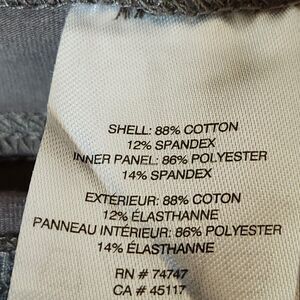 SHELL: 88% COTTON
12% SPANDEX
INNER PANEL: 86% POLYESTER
14% SPANDEX
EXTÉRIEUR: 88% COTON
12% ÉLASTHANNE
PANNEAU INTÉRIEUR: 86% POLYESTER
14% ÉLASTHANNE
RN # 74747
CA # 45117